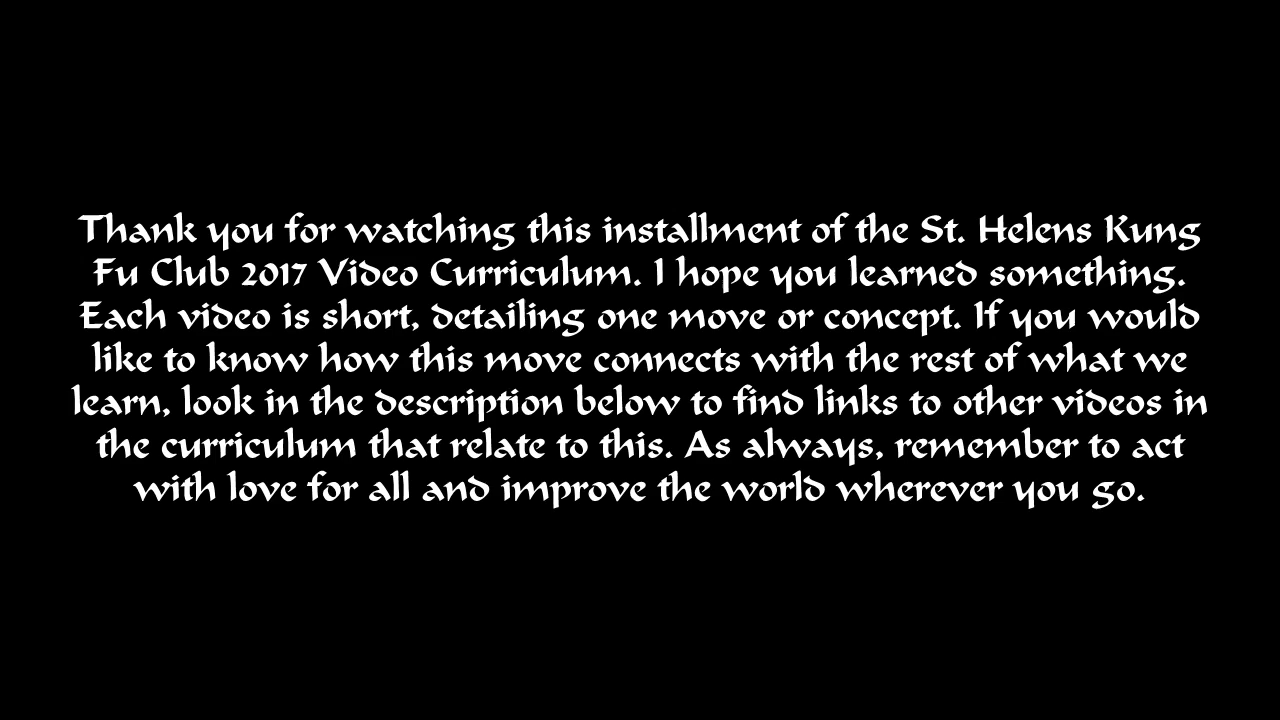 Thank you for watching this installment of the St. Helens Kung
Fu Club 2017 Video Curriculum. I hope you learned something.
Each video is short, detailing one move or concept. If you would
like to know how this move connects with the rest of what we
learn, look in the description below to find links to other videos in
the curriculum that relate to this. As always, remember to act
with love for all and improve the world wherever you go.